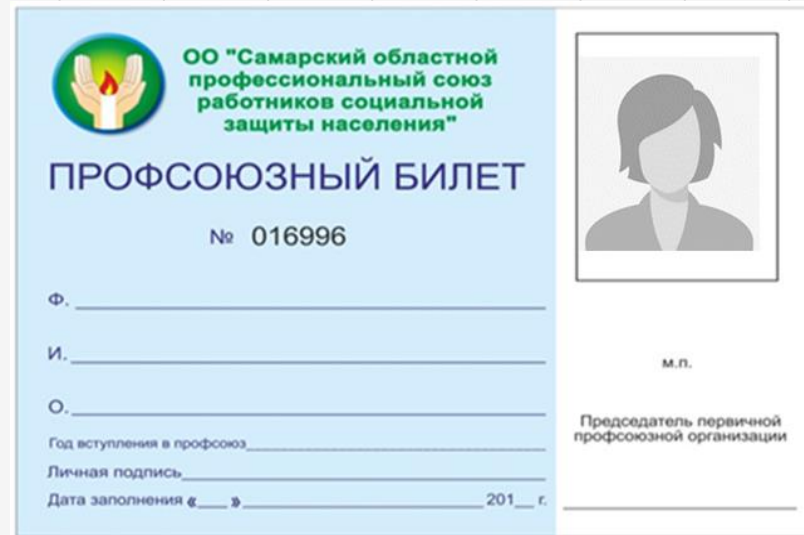 ОО "Самарский областной
профессиональный союз
работников социальной
защиты населения"
ПРОФСОЮЗНЫЙ БИЛЕТ
№ 016996
Ф.
И.
О.
Год вступления в профсоюз
Личная подпись
Дата заполнения «___» ___ 201__ г.
м.п.
Председатель первичной
профсоюзной организации